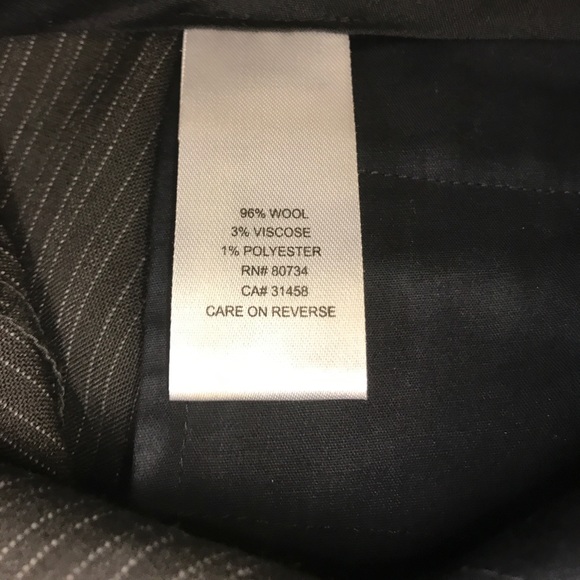 96% WOOL
3% VISCOSE
1% POLYESTER
RN# 80734
CA# 31458
CARE ON REVERSE